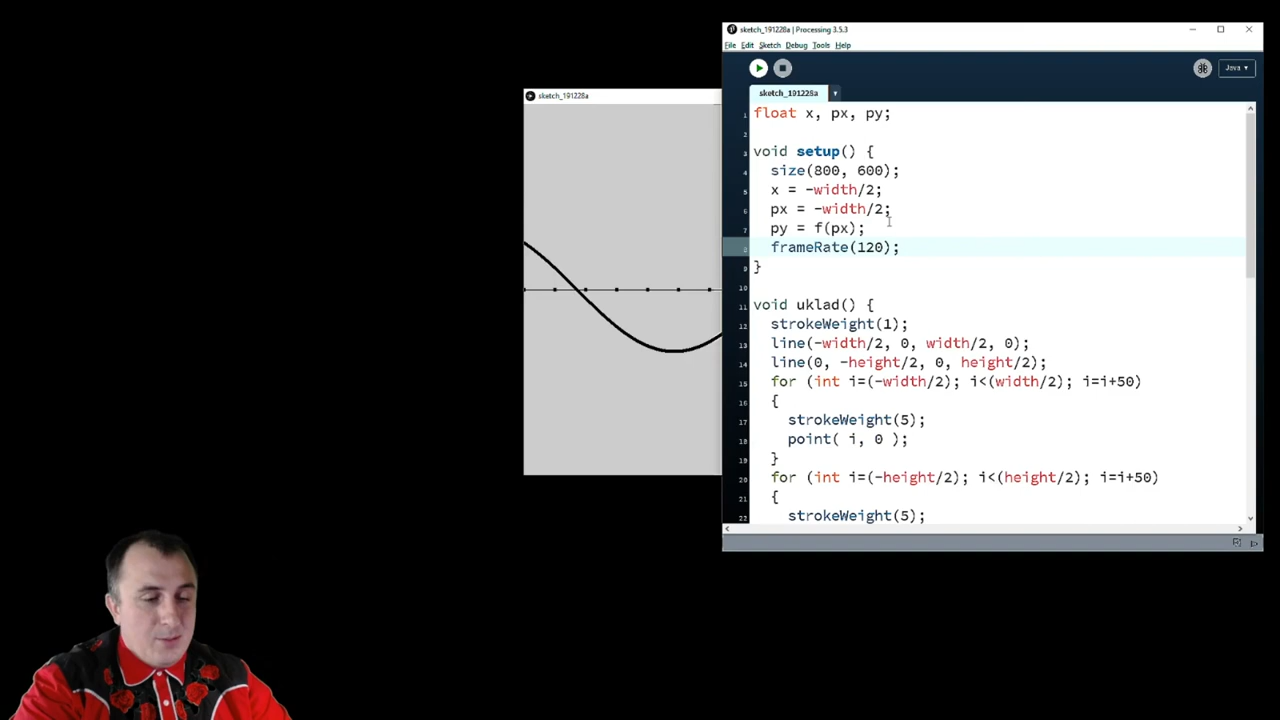 sketch_191228a | Processing 3.5.3
File Edit Sketch Debug Tools Help
Java ▾
sketch_191228a
sketch_191228a
1 float x, px, py;
2
3 void setup() {
4 size(800, 600);
5 x = -width/2;
6 px = -width/2;
7 py = f(px);
8 frameRate(120);
9 }
10
11 void uklad() {
12 strokeWeight(1);
13 line(-width/2, 0, width/2, 0);
14 line(0, -height/2, 0, height/2);
15 for (int i=(-width/2); i<(width/2); i=i+50)
16 {
17 strokeWeight(5);
18 point( i, 0 );
19 }
20 for (int i=(-height/2); i<(height/2); i=i+50)
21 {
22 strokeWeight(5);